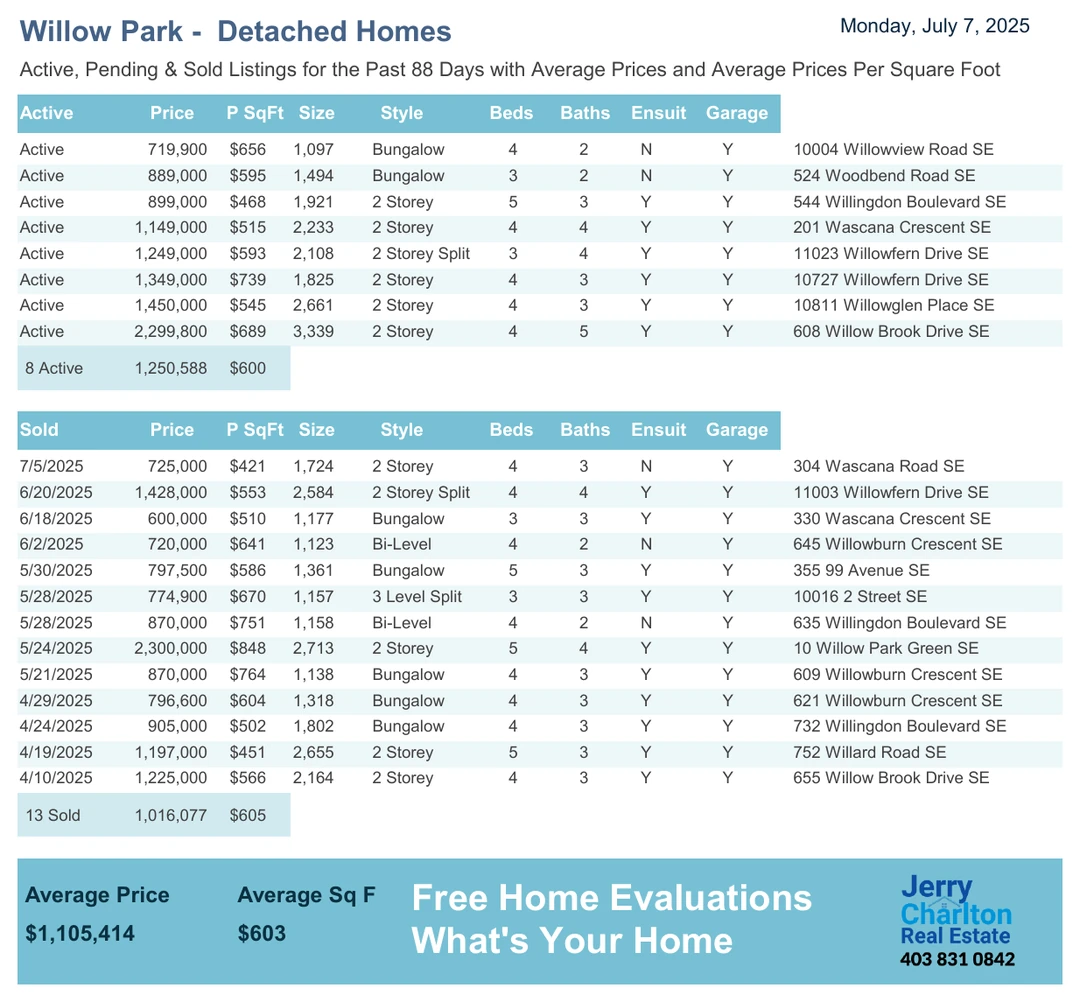 Willow Park - Detached Homes
Monday, July 7, 2025
Active, Pending & Sold Listings for the Past 88 Days with Average Prices and Average Prices Per Square Foot
Active Price P SqFt Size Style Beds Baths Ensuit Garage
Active 719,900 $656 1,097 Bungalow 4 2 N Y 10004 Willowview Road SE
Active 889,000 $595 1,494 Bungalow 3 2 N Y 524 Woodbend Road SE
Active 899,000 $468 1,921 2 Storey 5 3 Y Y 544 Willingdon Boulevard SE
Active 1,149,000 $515 2,233 2 Storey 4 4 Y Y 201 Wascana Crescent SE
Active 1,249,000 $593 2,108 2 Storey Split 3 4 Y Y 11023 Willowfern Drive SE
Active 1,349,000 $739 1,825 2 Storey 4 3 Y Y 10727 Willowfern Drive SE
Active 1,450,000 $545 2,661 2 Storey 4 3 Y Y 10811 Willowglen Place SE
Active 2,299,800 $689 3,339 2 Storey 4 5 Y Y 608 Willow Brook Drive SE
8 Active 1,250,588 $600
Sold Price P SqFt Size Style Beds Baths Ensuit Garage
7/5/2025 725,000 $421 1,724 2 Storey 4 3 N Y 304 Wascana Road SE
6/20/2025 1,428,000 $553 2,584 2 Storey Split 4 4 Y Y 11003 Willowfern Drive SE
6/18/2025 600,000 $510 1,177 Bungalow 3 3 Y Y 330 Wascana Crescent SE
6/2/2025 720,000 $641 1,123 Bi-Level 4 2 N Y 645 Willowburn Crescent SE
5/30/2025 797,500 $586 1,361 Bungalow 5 3 Y Y 355 99 Avenue SE
5/28/2025 774,900 $670 1,157 3 Level Split 3 3 Y Y 10016 2 Street SE
5/28/2025 870,000 $751 1,158 Bi-Level 4 2 N Y 635 Willingdon Boulevard SE
5/24/2025 2,300,000 $848 2,713 2 Storey 5 4 Y Y 10 Willow Park Green SE
5/21/2025 870,000 $764 1,138 Bungalow 4 3 Y Y 609 Willowburn Crescent SE
4/29/2025 796,600 $604 1,318 Bungalow 4 3 Y Y 621 Willowburn Crescent SE
4/24/2025 905,000 $502 1,802 Bungalow 4 3 Y Y 732 Willingdon Boulevard SE
4/19/2025 1,197,000 $451 2,655 2 Storey 5 3 Y Y 752 Willard Road SE
4/10/2025 1,225,000 $566 2,164 2 Storey 4 3 Y Y 655 Willow Brook Drive SE
13 Sold 1,016,077 $605
Average Price Average Sq F
$1,105,414 $603
Free Home Evaluations
What's Your Home
Jerry
Charlton
Real Estate
403 831 0842